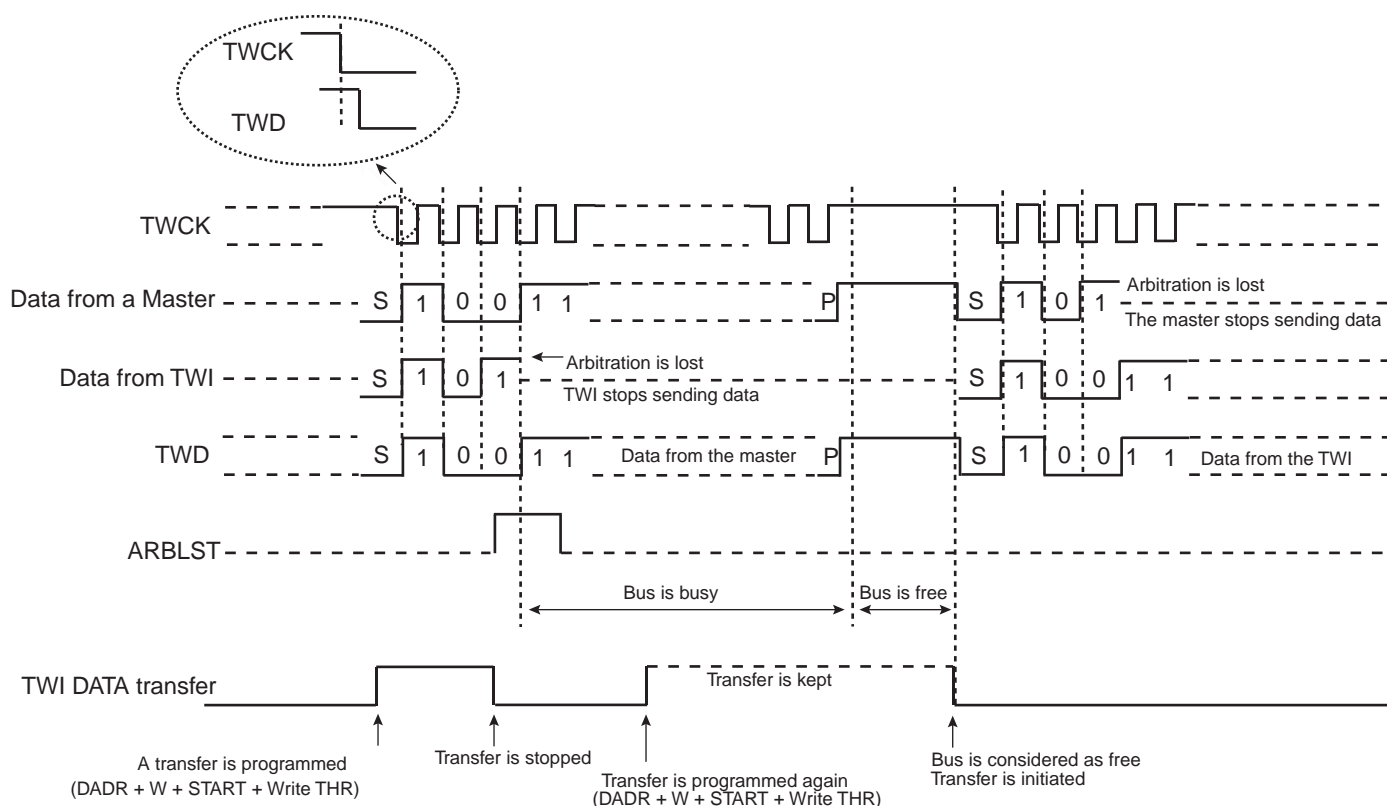 TWCK
TWD
TWCK
Data from a Master S 1 0 0 1 1 P S 1 0 1 Arbitration is lost
The master stops sending data
Data from TWI S 1 0 1 Arbitration is lost S 1 0 0 1 1
TWI stops sending data
TWD S 1 0 0 1 1 Data from the master P S 1 0 0 1 1 Data from the TWI
ARBLST
Bus is busy Bus is free
TWI DATA transfer Transfer is kept
A transfer is programmed
(DADR + W + START + Write THR)
Transfer is stopped
Transfer is programmed again
(DADR + W + START + Write THR)
Bus is considered as free
Transfer is initiated